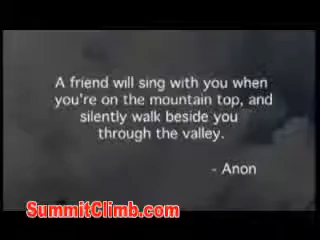 A friend will sing with you when
you're on the mountain top, and
silently walk beside you
through the valley.
- Anon
SummitClimb.com